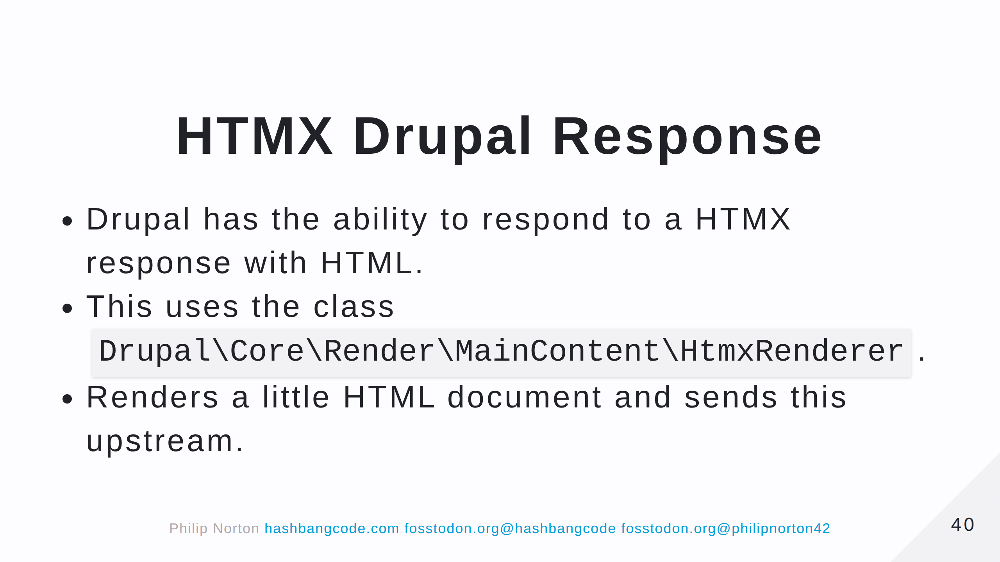 HTMX Drupal Response
• Drupal has the ability to respond to a HTMX
response with HTML.
• This uses the class
Drupal\Core\Render\MainContent\HtmxRenderer .
• Renders a little HTML document and sends this
upstream.
Philip Norton hashbangcode.com fosstodon.org@hashbangcode fosstodon.org@philipnorton42
40